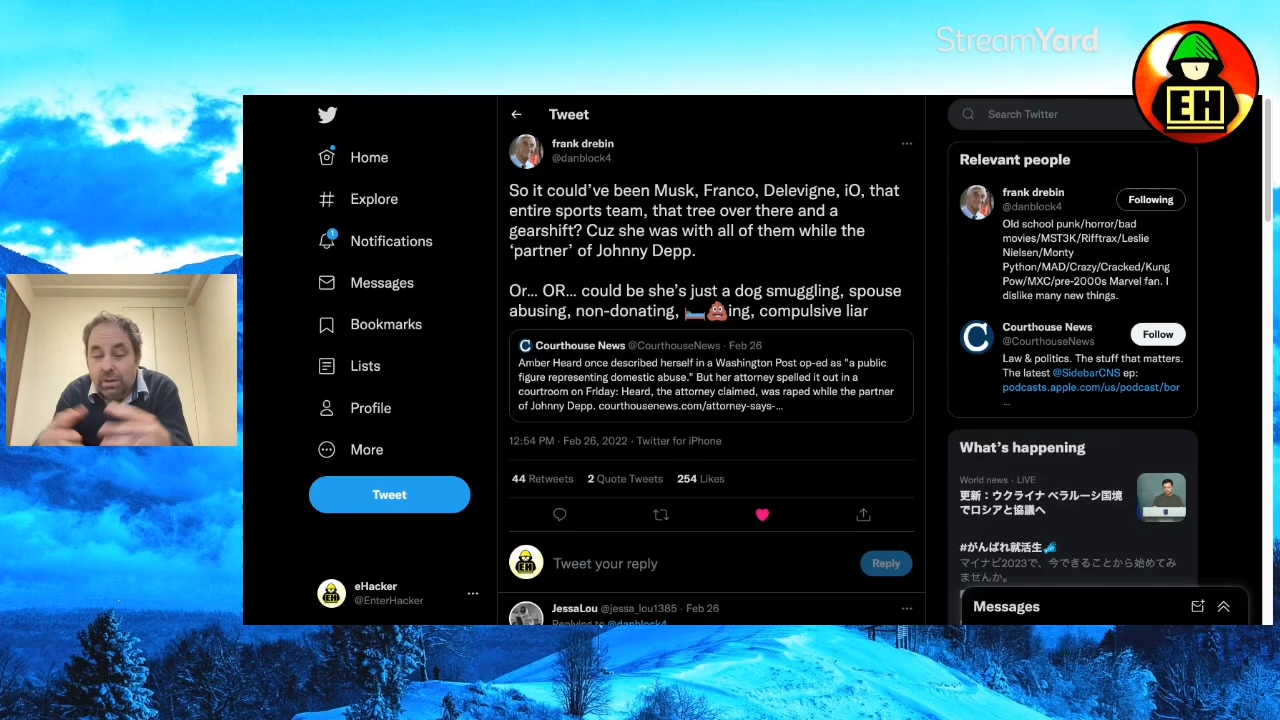 StreamYard
EH
Home
Explore
Notifications
1
Messages
Bookmarks
Lists
Profile
More
Tweet
eHacker
@EnterHacker
Tweet
frank drebin
@danblock4
So it could’ve been Musk, Franco, Delevigne, iO, that
entire sports team, that tree over there and a
gearshift? Cuz she was with all of them while the
‘partner’ of Johnny Depp.
Or... OR... could be she’s just a dog smuggling, spouse
abusing, non-donating, 🛏️💩ing, compulsive liar
Courthouse News @CourthouseNews · Feb 26
Amber Heard once described herself in a Washington Post op-ed as "a public
figure representing domestic abuse." But her attorney spelled it out in a
courtroom on Friday: Heard, the attorney claimed, was raped while the partner
of Johnny Depp. courthousenews.com/attorney-says-...
12:54 PM · Feb 26, 2022 · Twitter for iPhone
44 Retweets 2 Quote Tweets 254 Likes
EH
Tweet your reply
Reply
JessaLou @jessa_lou1385 · Feb 26
Replying to @danblock4
Search Twitter
Relevant people
frank drebin
@danblock4
Following
Old school punk/horror/bad
movies/MST3K/Rifftrax/Leslie
Nielsen/Monty
Python/MAD/Crazy/Cracked/Kung
Pow/MXC/pre-2000s Marvel fan. I
dislike many new things.
Courthouse News
@CourthouseNews
Follow
Law & politics. The stuff that matters.
The latest @SidebarCNS ep:
podcasts.apple.com/us/podcast/bor
...
What’s happening
World news · LIVE
更新：ウクライナ ベラルーシ国境
でロシアと協議へ
#がんばれ就活生
マイナビ2023で、今できることから始めてみ
ませんか。
Messages